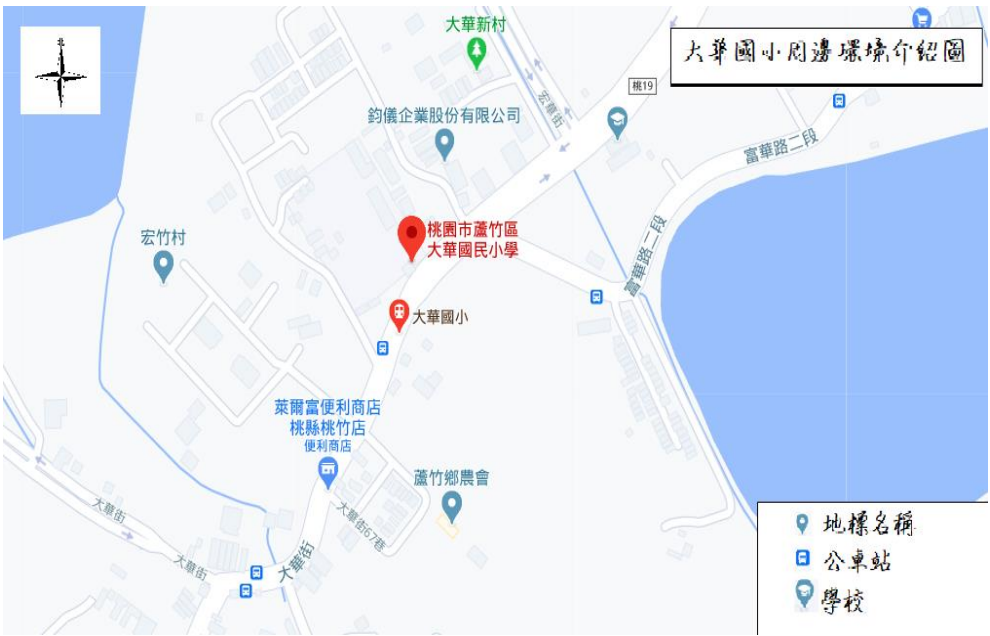 北
大華國小周邊環境介紹圖
大華新村
桃19
宏華街
鈞儀企業股份有限公司
富華路二段
桃園市蘆竹區
大華國民小學
宏竹村
富華路二段
大華國小
萊爾富便利商店
桃縣桃竹店
便利商店
蘆竹鄉農會
大華街
大華街67巷
大華街
大華街
地標名稱
公車站
學校